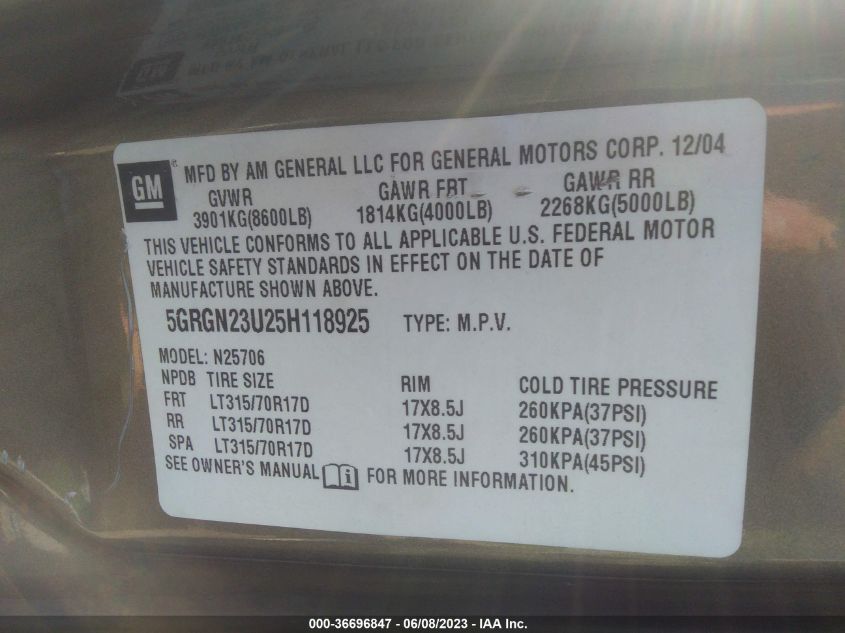 GM
MFD BY AM GENERAL LLC FOR GENERAL MOTORS CORP. 12/04
GVWR GAWR FRT GAWR RR
3901KG(8600LB) 1814KG(4000LB) 2268KG(5000LB)
THIS VEHICLE CONFORMS TO ALL APPLICABLE U.S. FEDERAL MOTOR
VEHICLE SAFETY STANDARDS IN EFFECT ON THE DATE OF
MANUFACTURE SHOWN ABOVE.
5GRGN23U25H118925 TYPE: M.P.V.
MODEL: N25706
NPDB TIRE SIZE RIM COLD TIRE PRESSURE
FRT LT315/70R17D 17X8.5J 260KPA(37PSI)
RR LT315/70R17D 17X8.5J 260KPA(37PSI)
SPA LT315/70R17D 17X8.5J 310KPA(45PSI)
SEE OWNER'S MANUAL i FOR MORE INFORMATION.
000-36696847 - 06/08/2023 - IAA Inc.